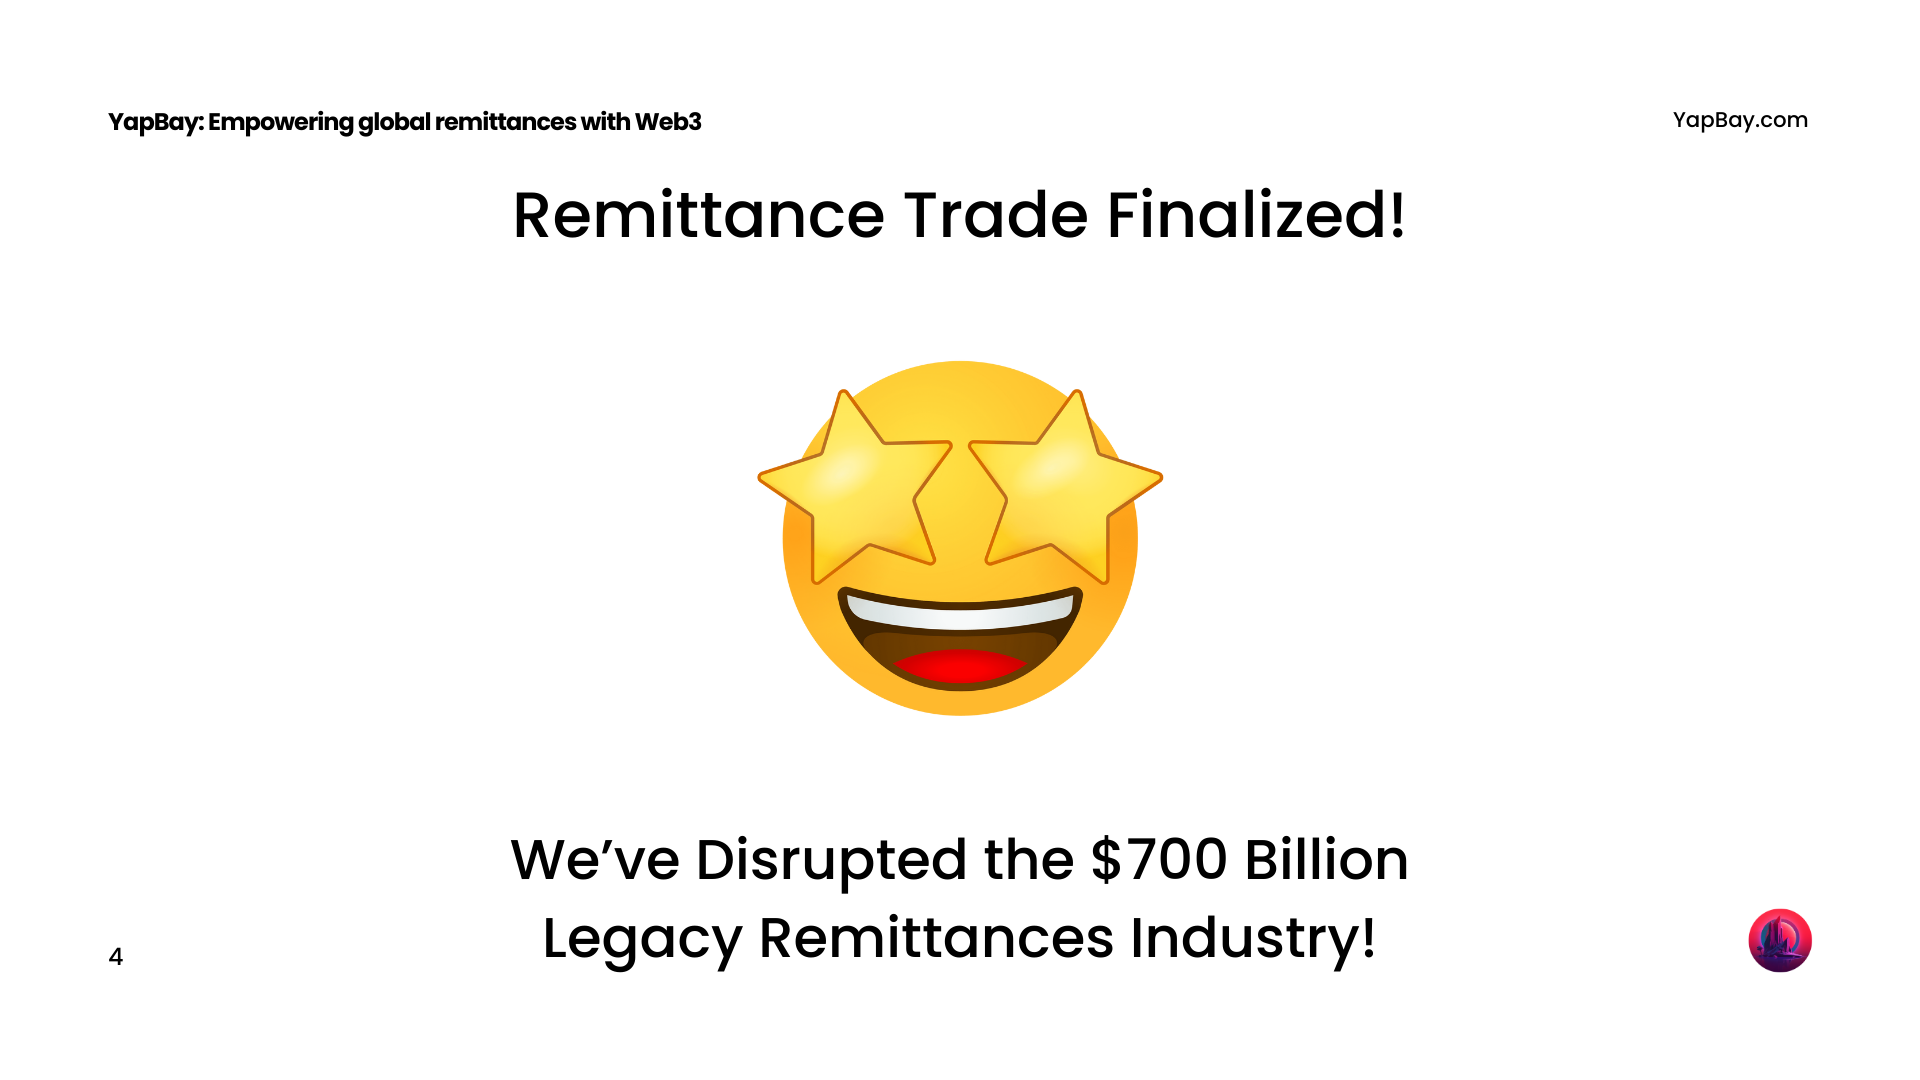 YapBay: Empowering global remittances with Web3
YapBay.com
Remittance Trade Finalized!
We’ve Disrupted the $700 Billion
Legacy Remittances Industry!
4